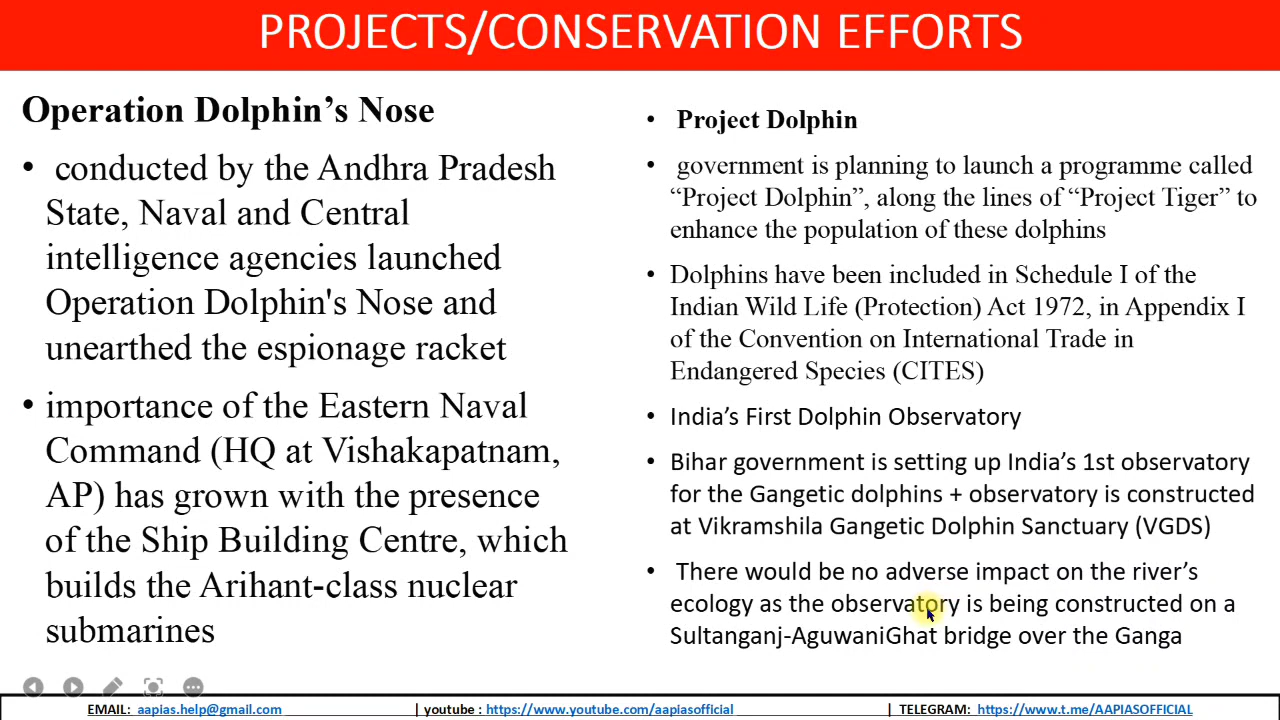 PROJECTS/CONSERVATION EFFORTS
Operation Dolphin’s Nose
• conducted by the Andhra Pradesh
State, Naval and Central
intelligence agencies launched
Operation Dolphin's Nose and
unearthed the espionage racket
• importance of the Eastern Naval
Command (HQ at Vishakapatnam,
AP) has grown with the presence
of the Ship Building Centre, which
builds the Arihant-class nuclear
submarines
• Project Dolphin
• government is planning to launch a programme called
“Project Dolphin”, along the lines of “Project Tiger” to
enhance the population of these dolphins
• Dolphins have been included in Schedule I of the
Indian Wild Life (Protection) Act 1972, in Appendix I
of the Convention on International Trade in
Endangered Species (CITES)
• India’s First Dolphin Observatory
• Bihar government is setting up India’s 1st observatory
for the Gangetic dolphins + observatory is constructed
at Vikramshila Gangetic Dolphin Sanctuary (VGDS)
• There would be no adverse impact on the river’s
ecology as the observatory is being constructed on a
Sultanganj-AguwaniGhat bridge over the Ganga
EMAIL: aapias.help@gmail.com | youtube : https://www.youtube.com/aapiasofficial | TELEGRAM: https://www.t.me/AAPIASOFFICIAL